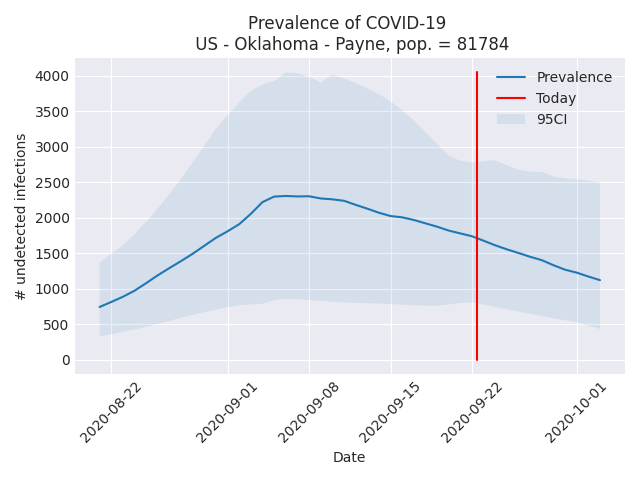 Prevalence of COVID-19
US - Oklahoma - Payne, pop. = 81784
# undetected infections
4000
3500
3000
2500
2000
1500
1000
500
0
Prevalence
Today
95CI
2020-08-22
2020-09-01
2020-09-08
2020-09-15
2020-09-22
2020-10-01
Date